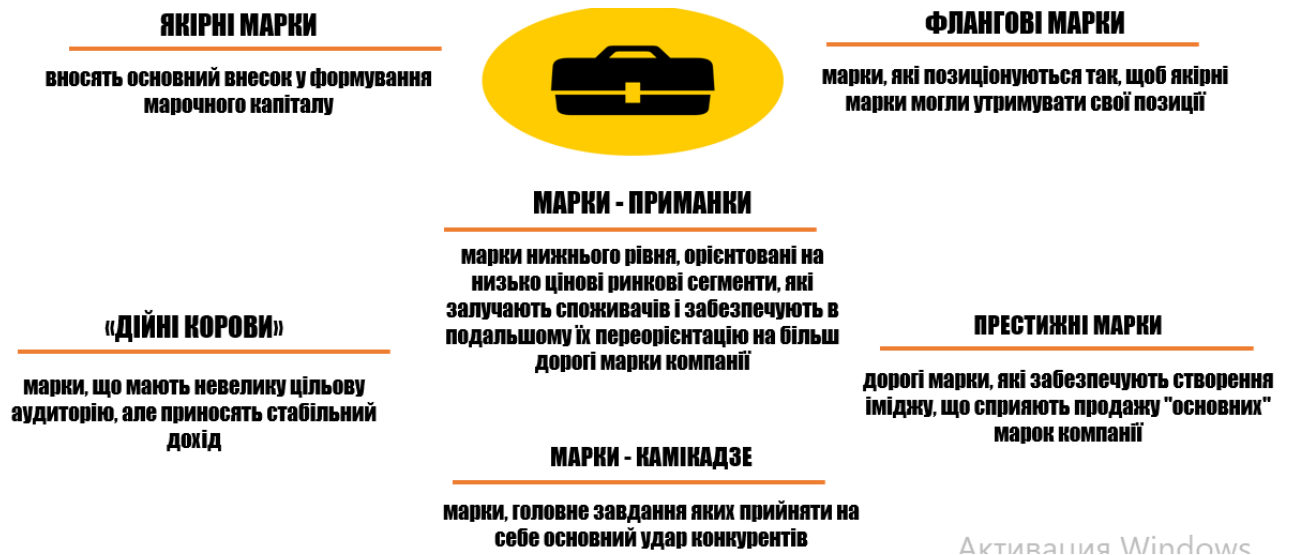 ЯКІРНІ МАРКИ
вносять основний внесок у формування
марочного капіталу
ФЛАНГОВІ МАРКИ
марки, які позиціонуються так, щоб якірні
марки могли утримувати свої позиції
МАРКИ - ПРИМАНКИ
марки нижнього рівня, орієнтовані на
низько цінові ринкові сегменти, які
залучають споживачів і забезпечують в
подальшому їх переорієнтацію на більш
дорогі марки компанії
«ДІЙНІ КОРОВИ»
марки, що мають невелику цільову
аудиторію, але приносять стабільний
дохід
ПРЕСТИЖНІ МАРКИ
дорогі марки, які забезпечують створення
іміджу, що сприяють продажу "основних"
марок компанії
МАРКИ - КАМІКАДЗЕ
марки, головне завдання яких прийняти на
себе основний удар конкурентів
Активация Windows